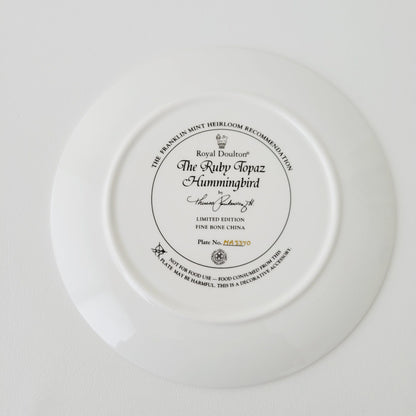 THE FRANKLIN MINT HEIRLOOM RECOMMENDATION
Royal Doulton®
The Ruby Topaz
Hummingbird
by
LIMITED EDITION
FINE BONE CHINA
Plate No.
NOT FOR FOOD USE — FOOD CONSUMED FROM THIS
PLATE MAY BE HARMFUL. THIS IS A DECORATIVE ACCESSORY.